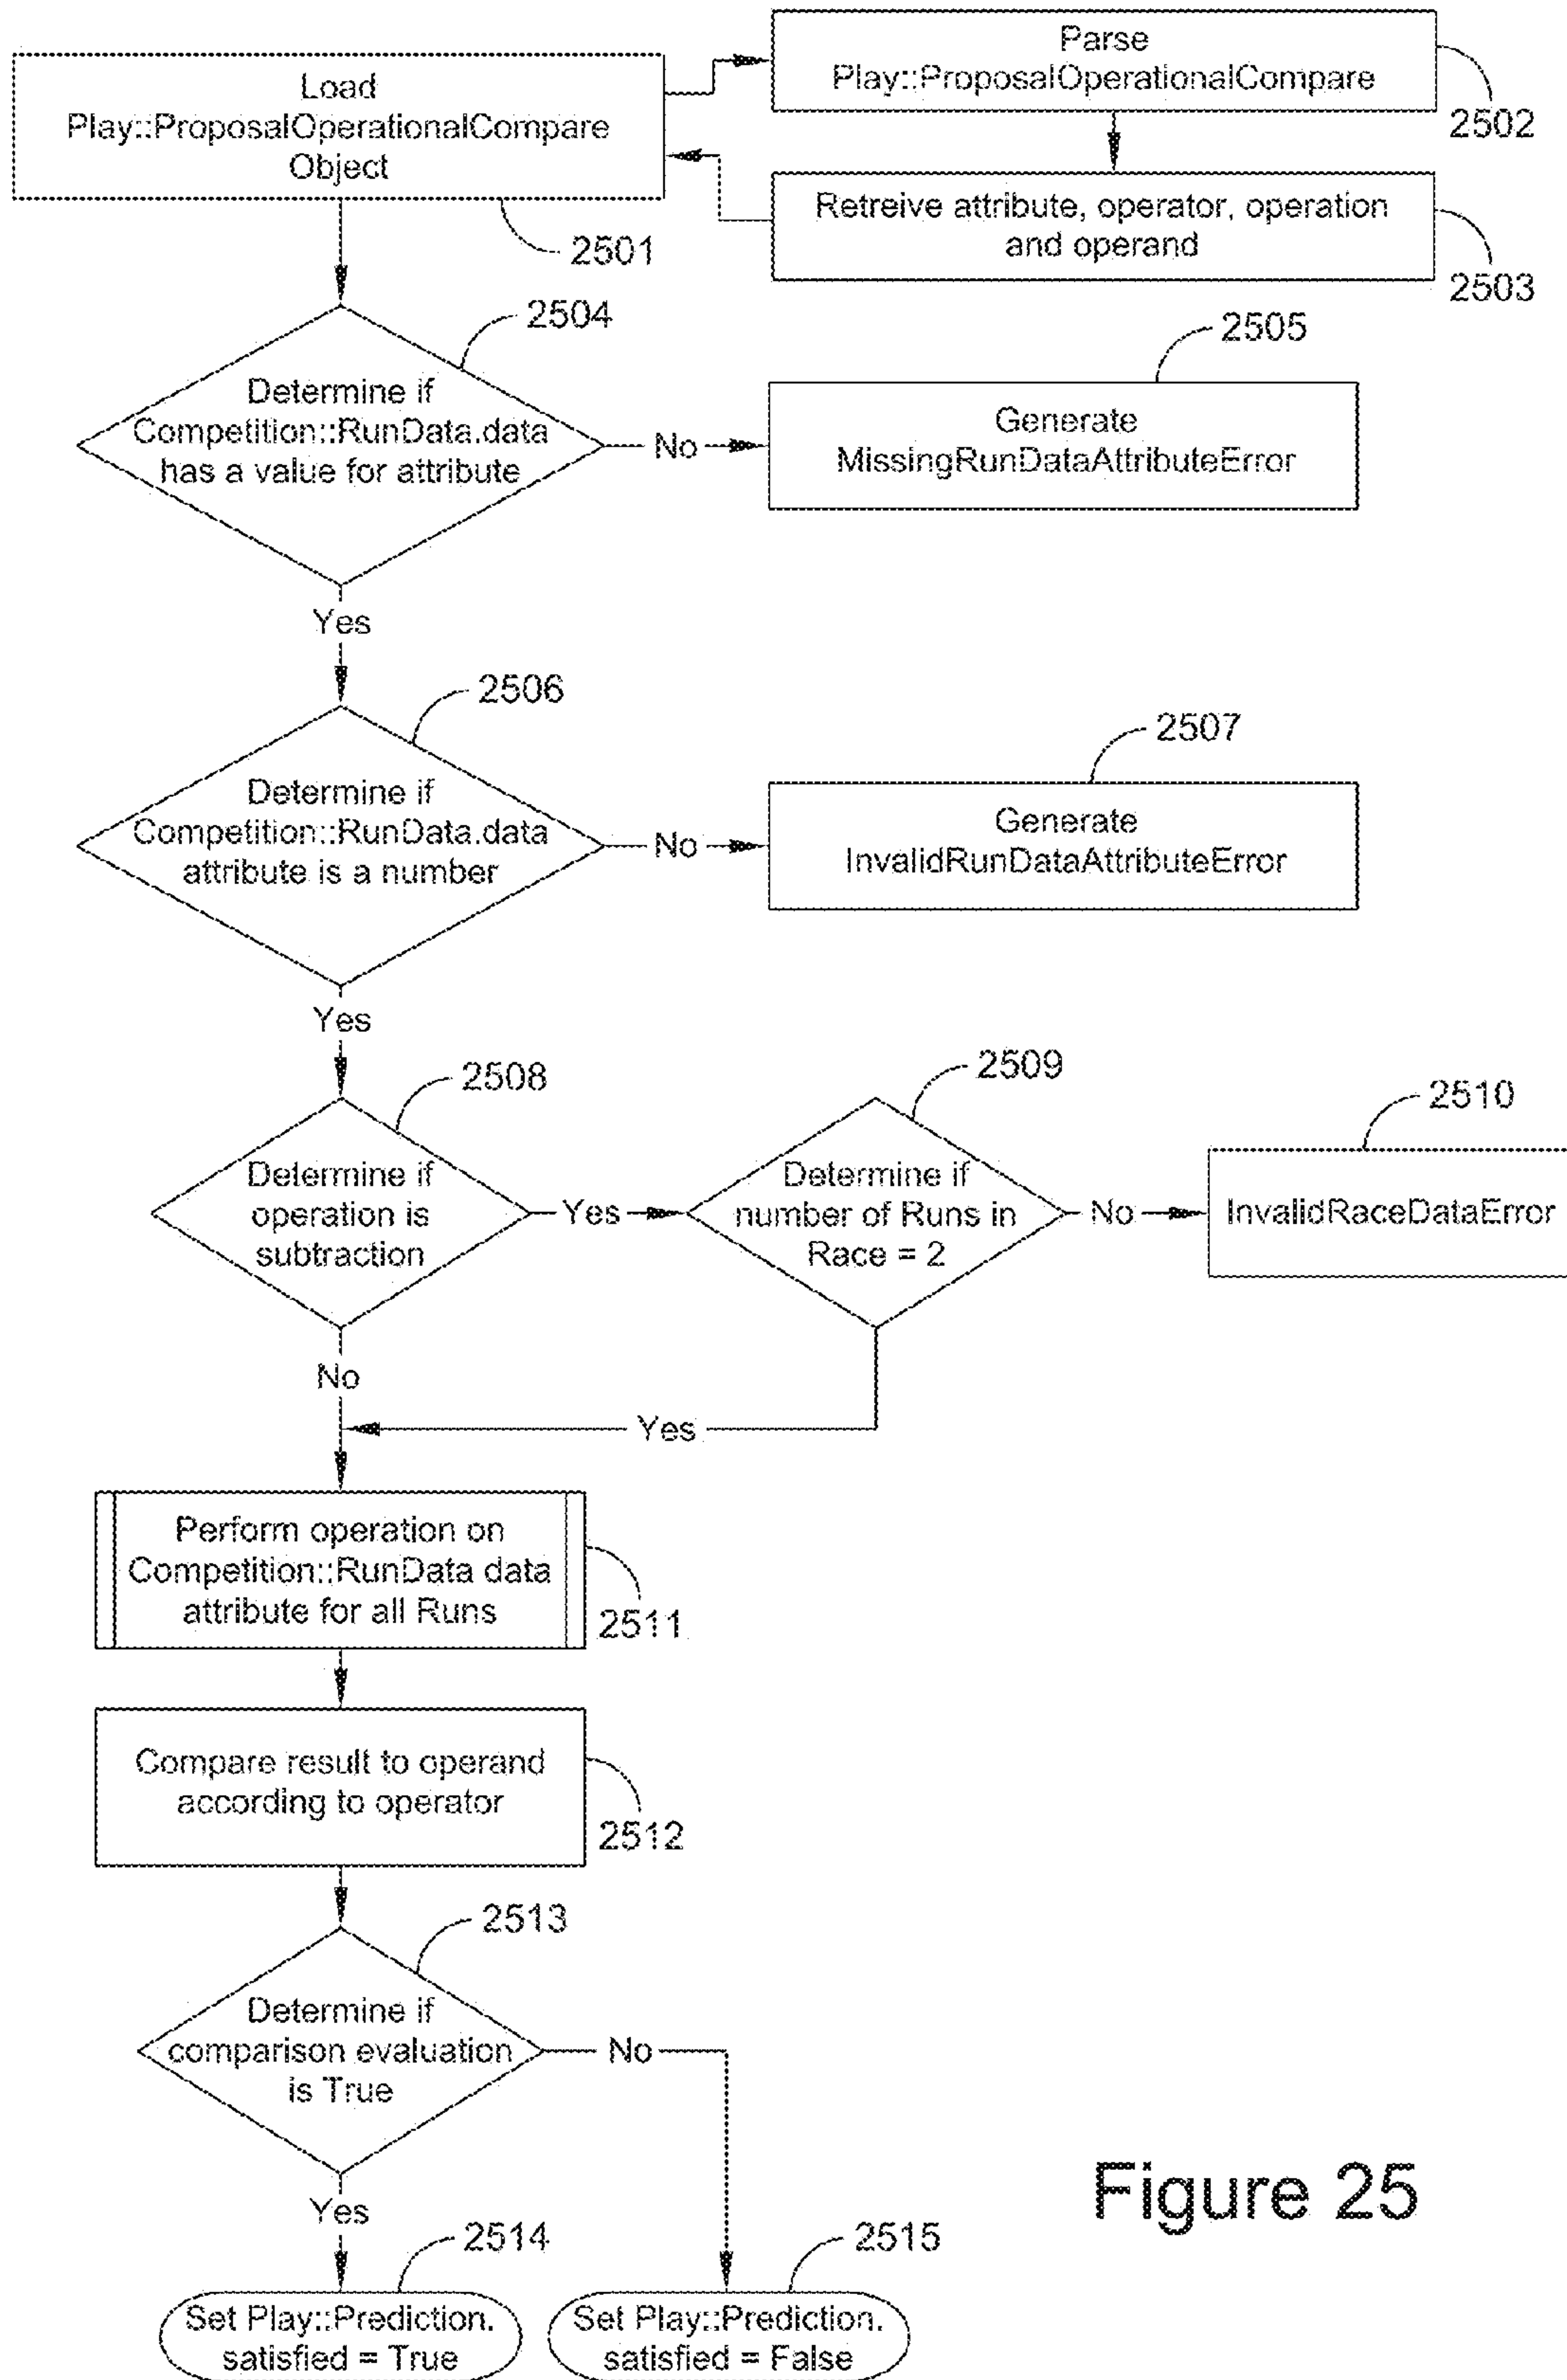 Load
Play::ProposalOperationalCompare
Object
2501
Parse
Play::ProposalOperationalCompare
2502
Retreive attribute, operator, operation
and operand
2503
2504
Determine if
Competition::RunData.data
has a value for attribute
No
2505
Generate
MissingRunDataAttributeError
Yes
2506
Determine if
Competition::RunData.data
attribute is a number
No
2507
Generate
InvalidRunDataAttributeError
Yes
2508
Determine if
operation is
subtraction
Yes
2509
Determine if
number of Runs in
Race = 2
No
2510
InvalidRaceDataError
No
Yes
Perform operation on
Competition::RunData data
attribute for all Runs
2511
Compare result to operand
according to operator
2512
2513
Determine if
comparison evaluation
is True
No
Yes
2514
Set Play::Prediction.
satisfied = True
2515
Set Play::Prediction.
satisfied = False
Figure 25